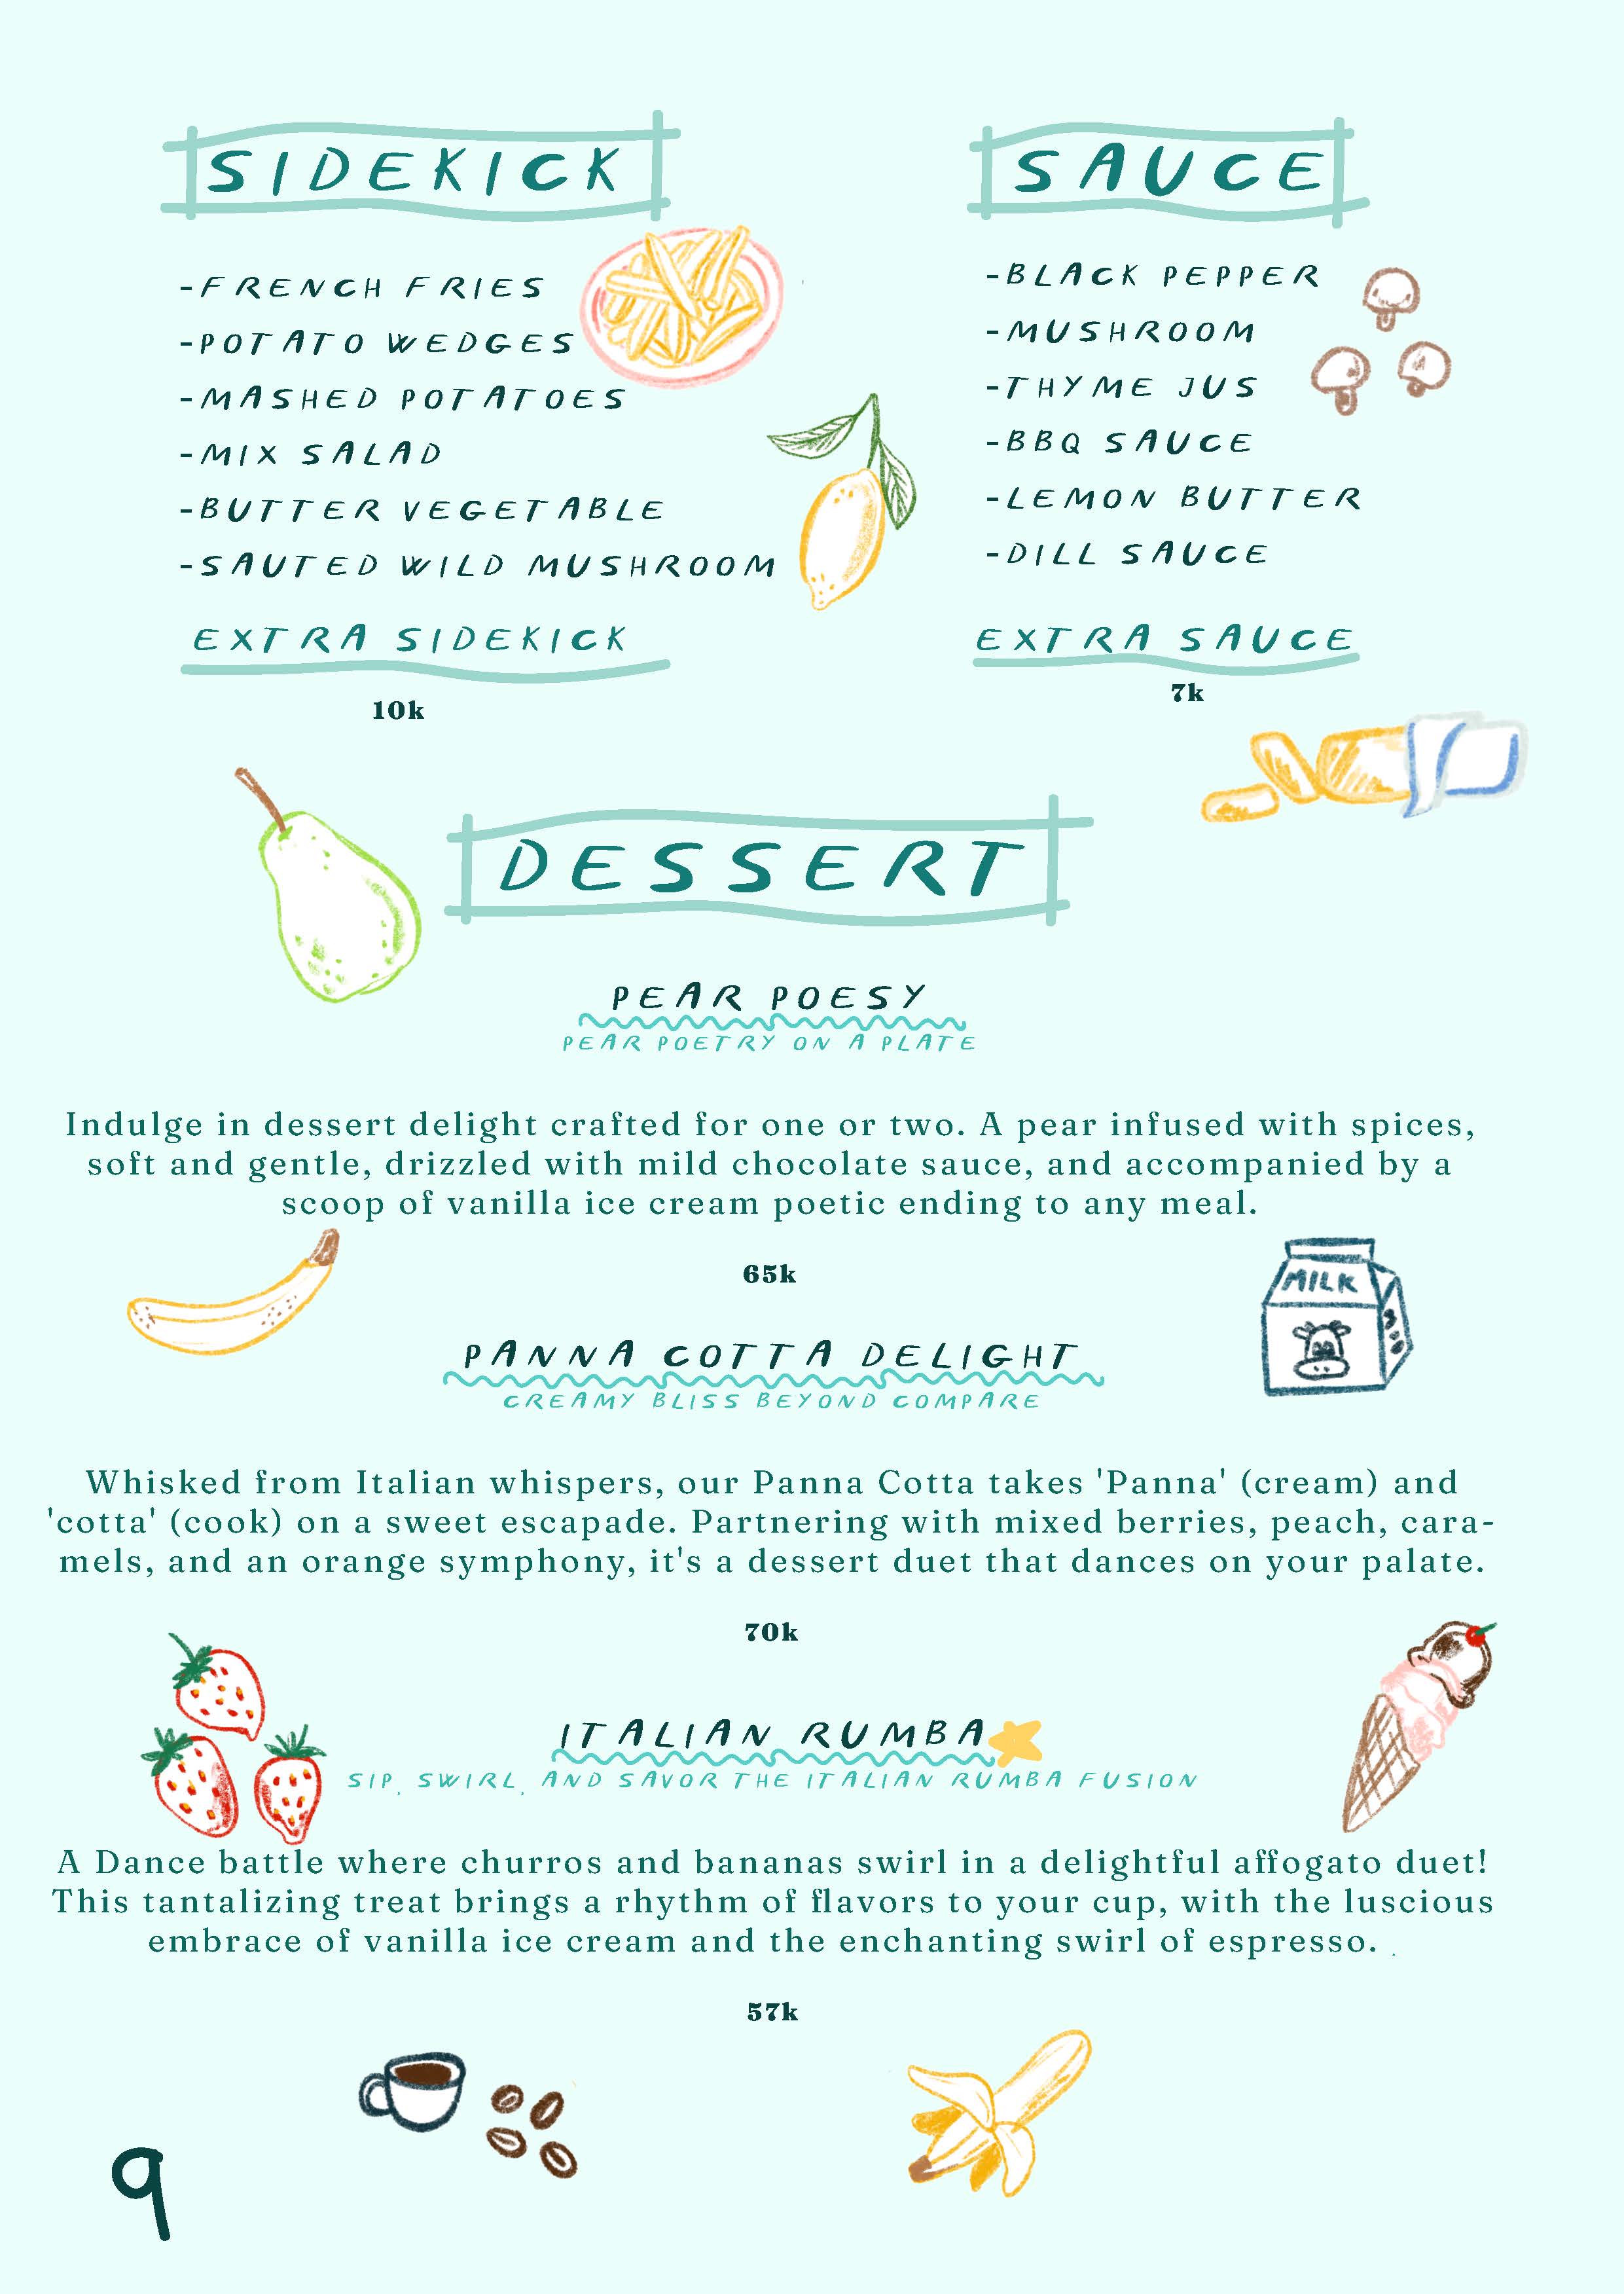 SIDEKICK
-FRENCH FRIES
-POTATO WEDGES
-MASHED POTATOES
-MIX SALAD
-BUTTER VEGETABLE
-SAUTED WILD MUSHROOM
EXTRA SIDEKICK
10k
SAUCE
-BLACK PEPPER
-MUSHROOM
-THYME JUS
-BBQ SAUCE
-LEMON BUTTER
-DILL SAUCE
EXTRA SAUCE
7k
DESSERT
PEAR POESY
PEAR POETRY ON A PLATE
Indulge in dessert delight crafted for one or two. A pear infused with spices,
soft and gentle, drizzled with mild chocolate sauce, and accompanied by a
scoop of vanilla ice cream poetic ending to any meal.
65k
MILK
PANNA COTTA DELIGHT
CREAMY BLISS BEYOND COMPARE
Whisked from Italian whispers, our Panna Cotta takes 'Panna' (cream) and
'cotta' (cook) on a sweet escapade. Partnering with mixed berries, peach, cara-
mels, and an orange symphony, it's a dessert duet that dances on your palate.
70k
ITALIAN RUMBA
SIP, SWIRL, AND SAVOR THE ITALIAN RUMBA FUSION
A Dance battle where churros and bananas swirl in a delightful affogato duet!
This tantalizing treat brings a rhythm of flavors to your cup, with the luscious
embrace of vanilla ice cream and the enchanting swirl of espresso. .
57k
9